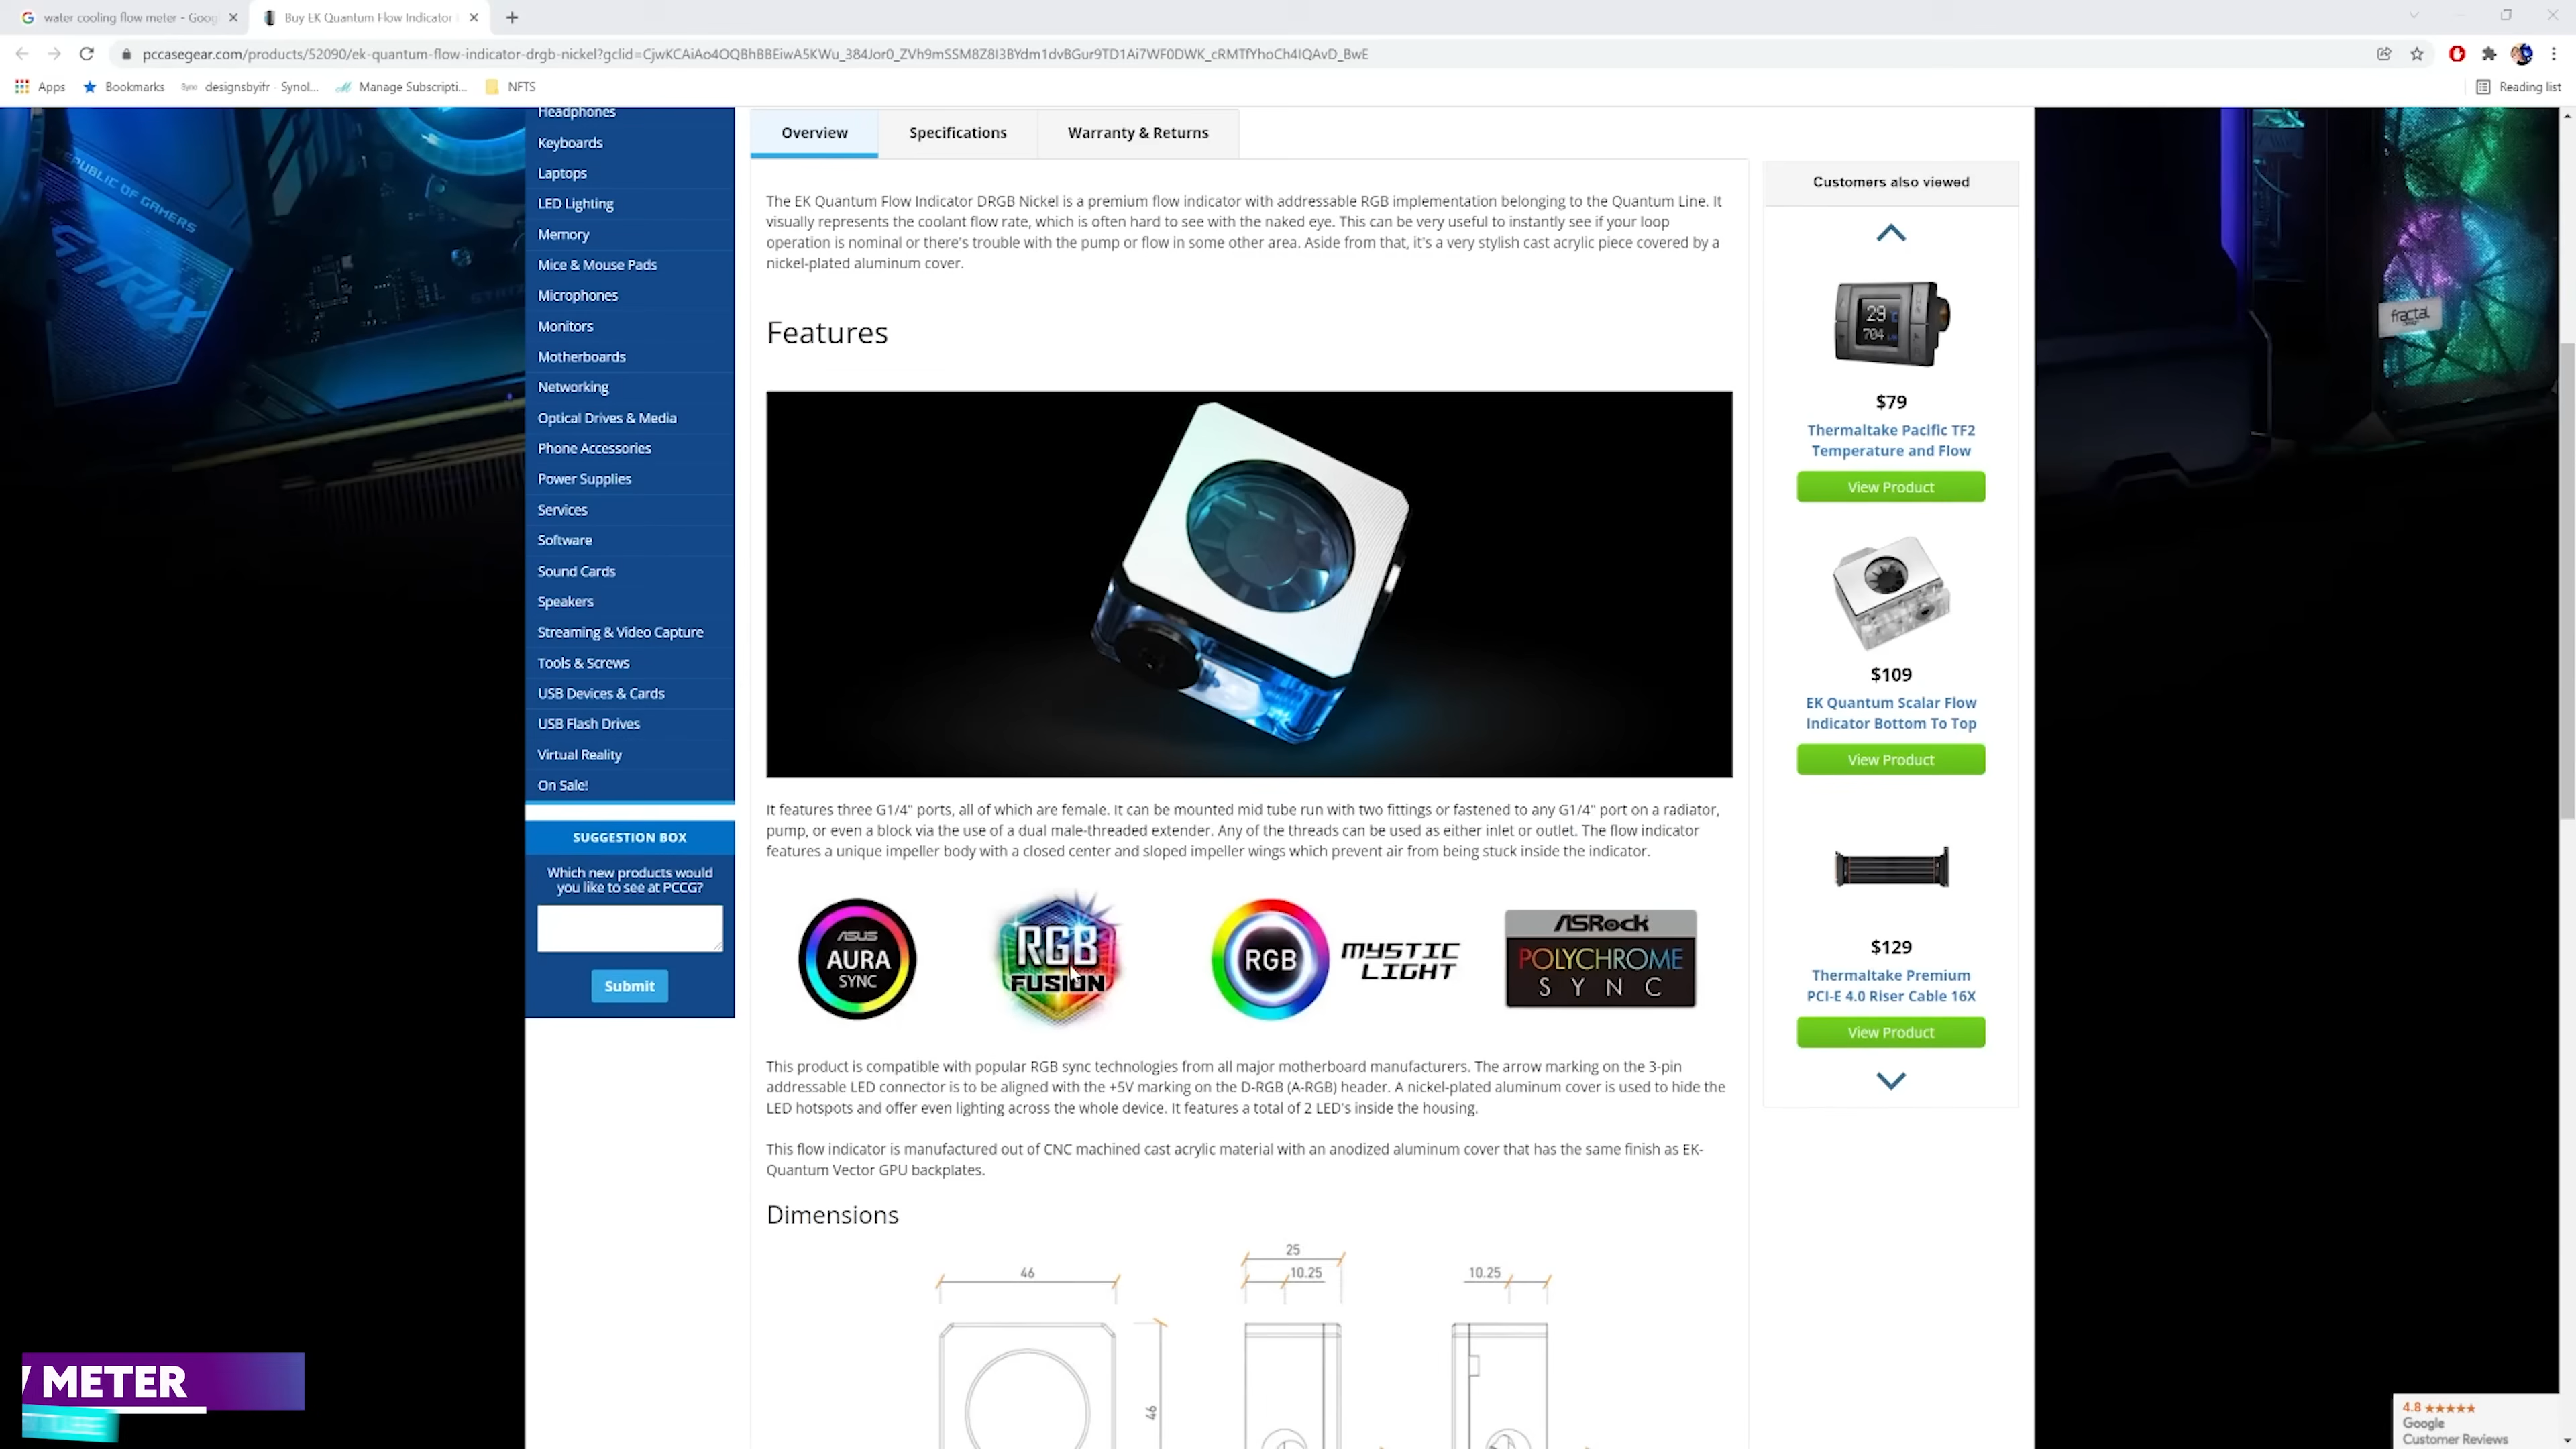 water cooling flow meter - Goog
Buy EK Quantum Flow Indicator
pccasegear.com/products/52090/ek-quantum-flow-indicator-drgb-nickel?gclid=CjwKCAiAo4OQBhBBEiwA5KWu_384Jor0_ZVh9mSSM8Z8I3BYdm1dvBGur9TD1Ai7WF0DWK_cRMTfYhoCh4IQAvD_BwE
Apps
Bookmarks
designsbyifr - Synol...
Manage Subscripti...
NFTS
Reading list
REPUBLIC OF GAMERS
STRIX
Headphones
Keyboards
Laptops
LED Lighting
Memory
Mice & Mouse Pads
Microphones
Monitors
Motherboards
Networking
Optical Drives & Media
Phone Accessories
Power Supplies
Services
Software
Sound Cards
Speakers
Streaming & Video Capture
Tools & Screws
USB Devices & Cards
USB Flash Drives
Virtual Reality
On Sale!
SUGGESTION BOX
Which new products would
you like to see at PCCG?
Submit
Overview
Specifications
Warranty & Returns
The EK Quantum Flow Indicator DRGB Nickel is a premium flow indicator with addressable RGB implementation belonging to the Quantum Line. It
visually represents the coolant flow rate, which is often hard to see with the naked eye. This can be very useful to instantly see if your loop
operation is nominal or there's trouble with the pump or flow in some other area. Aside from that, it's a very stylish cast acrylic piece covered by a
nickel-plated aluminum cover.
Features
It features three G1/4" ports, all of which are female. It can be mounted mid tube run with two fittings or fastened to any G1/4" port on a radiator,
pump, or even a block via the use of a dual male-threaded extender. Any of the threads can be used as either inlet or outlet. The flow indicator
features a unique impeller body with a closed center and sloped impeller wings which prevent air from being stuck inside the indicator.
ASUS
AURA
SYNC
RGB
FUSION
RGB
MYSTIC
LIGHT
ASRock
POLYCHROME
SYNC
This product is compatible with popular RGB sync technologies from all major motherboard manufacturers. The arrow marking on the 3-pin
addressable LED connector is to be aligned with the +5V marking on the D-RGB (A-RGB) header. A nickel-plated aluminum cover is used to hide the
LED hotspots and offer even lighting across the whole device. It features a total of 2 LED's inside the housing.
This flow indicator is manufactured out of CNC machined cast acrylic material with an anodized aluminum cover that has the same finish as EK-
Quantum Vector GPU backplates.
Dimensions
46
25
10.25
10.25
46
Customers also viewed
29 C
704
$79
Thermaltake Pacific TF2
Temperature and Flow
View Product
$109
EK Quantum Scalar Flow
Indicator Bottom To Top
View Product
$129
Thermaltake Premium
PCI-E 4.0 Riser Cable 16X
View Product
fractal
METER
4.8 ★★★★★
Google
Customer Reviews